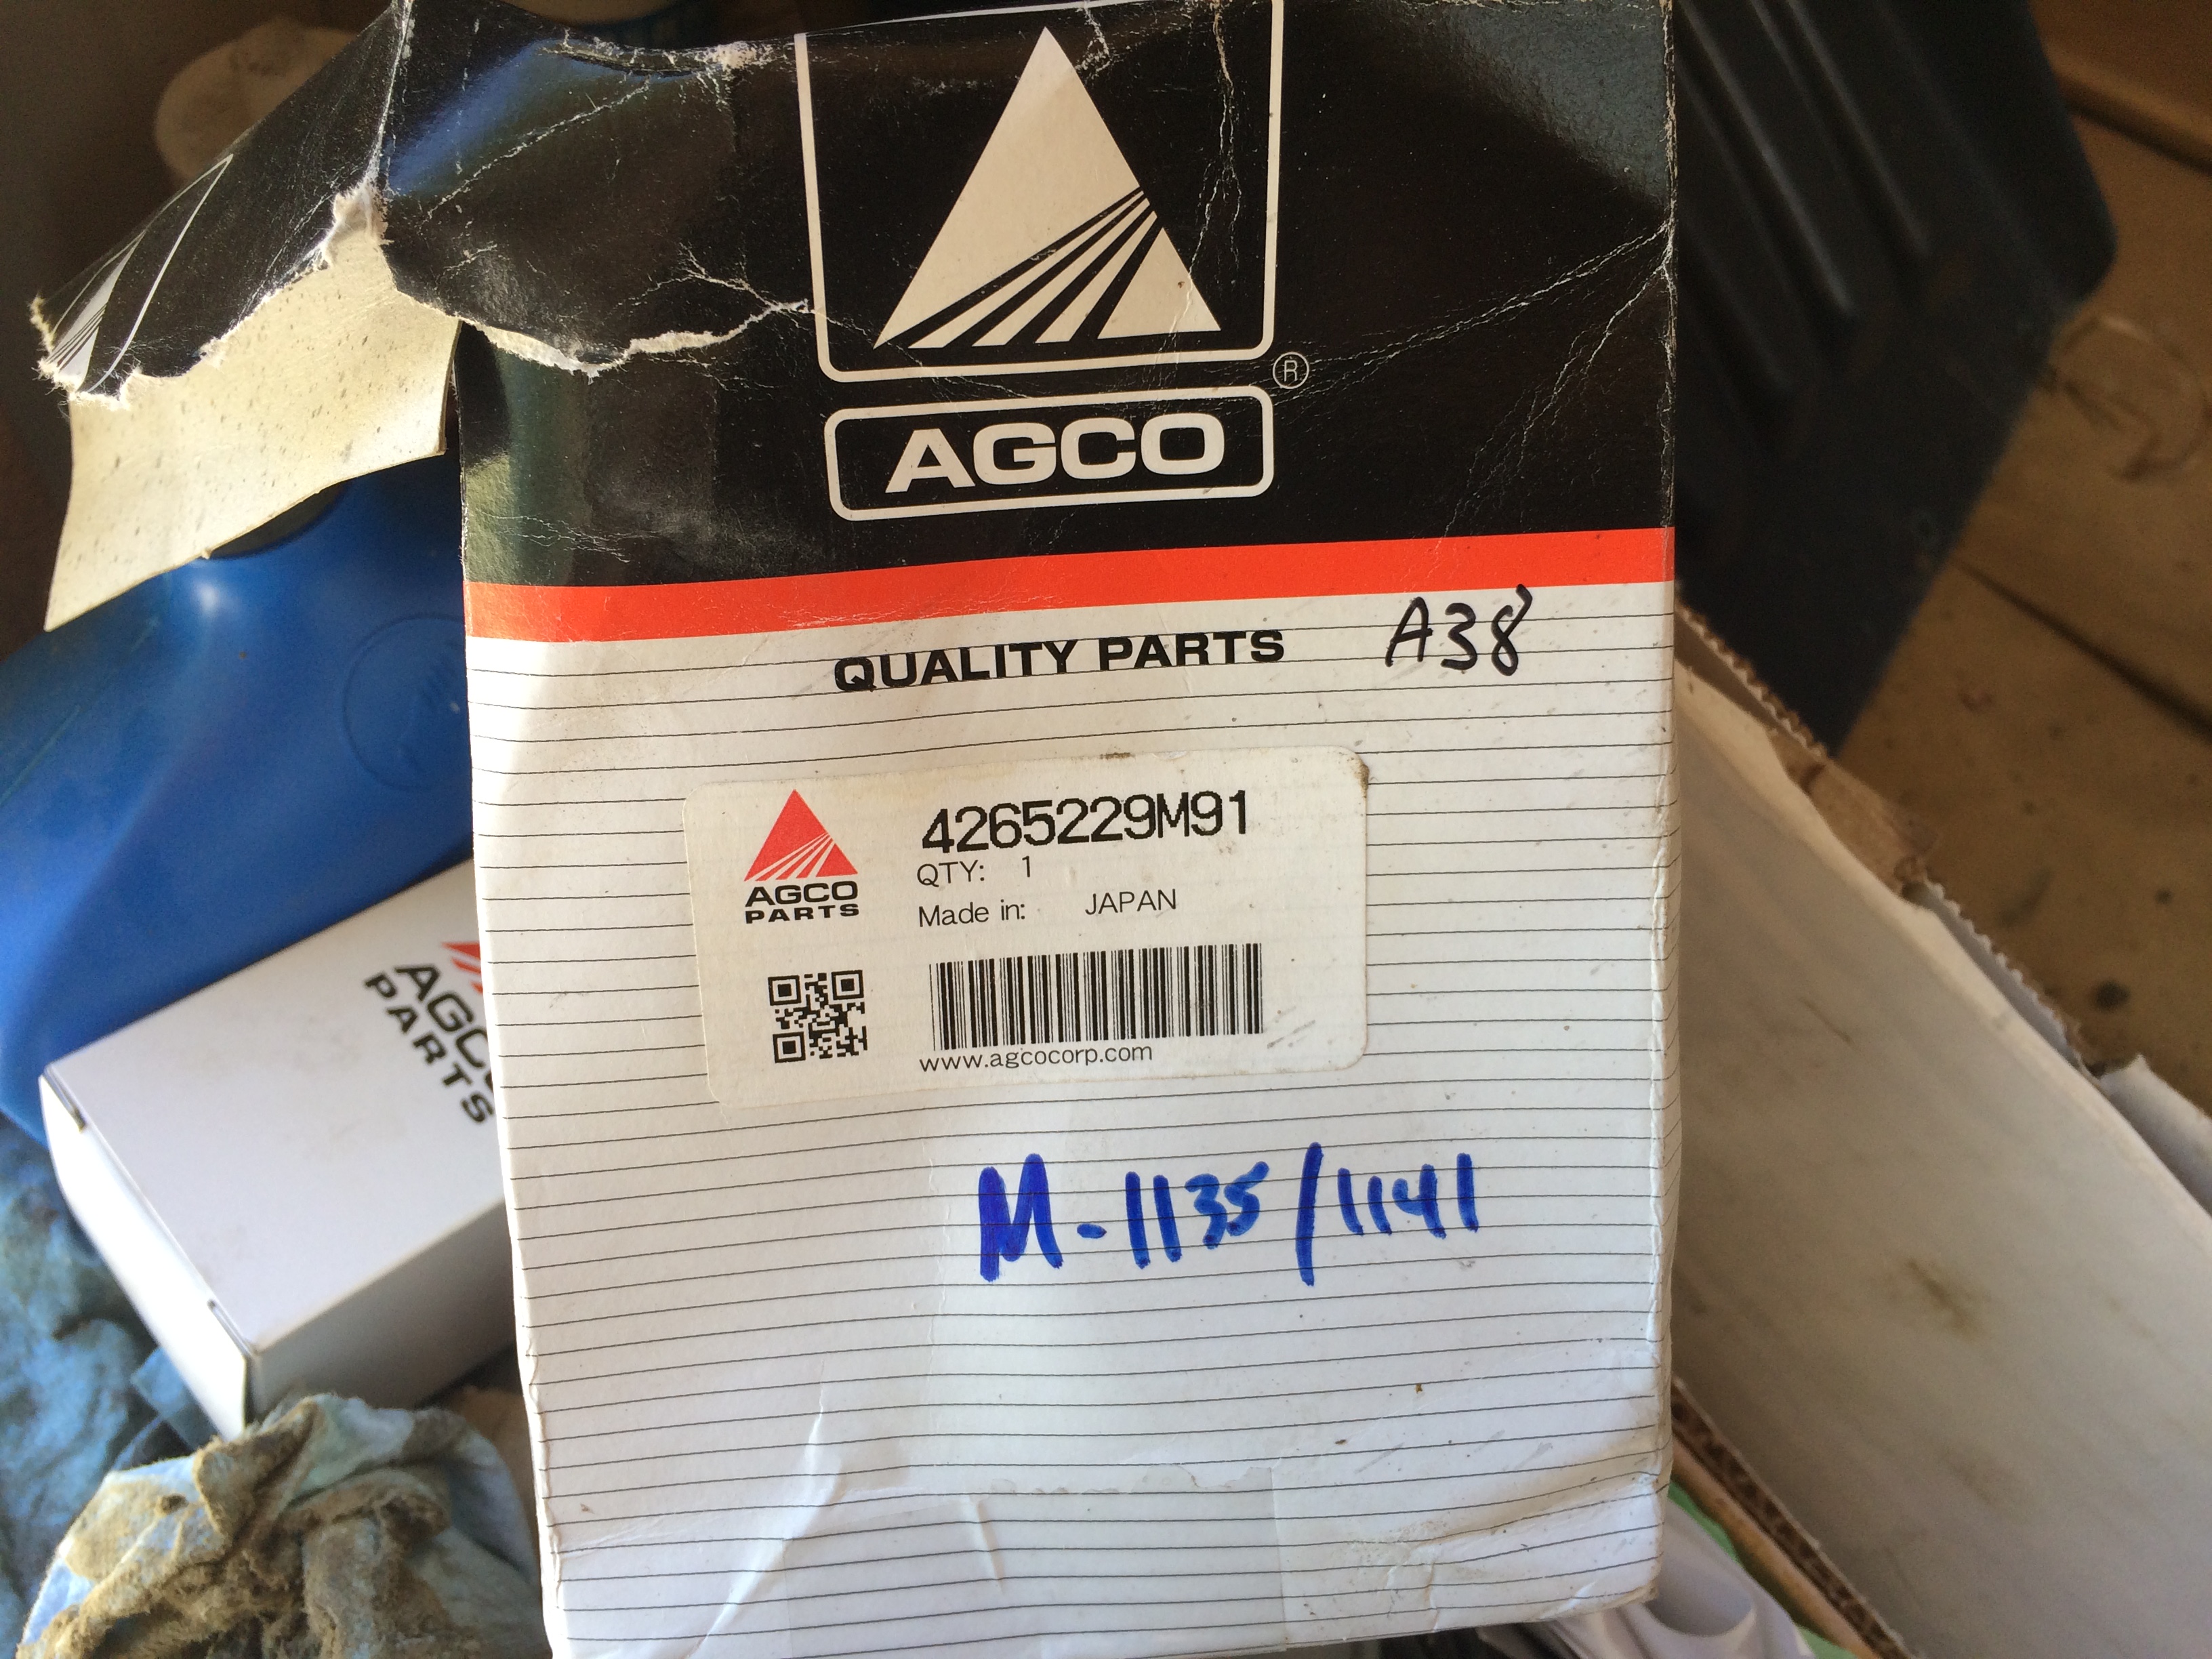 ®
AGCO
QUALITY PARTS A38
4265229M91
QTY: 1
Made in: JAPAN
AGCO
PARTS
www.agcocorp.com
M-1135/1141
AGCO
PARTS